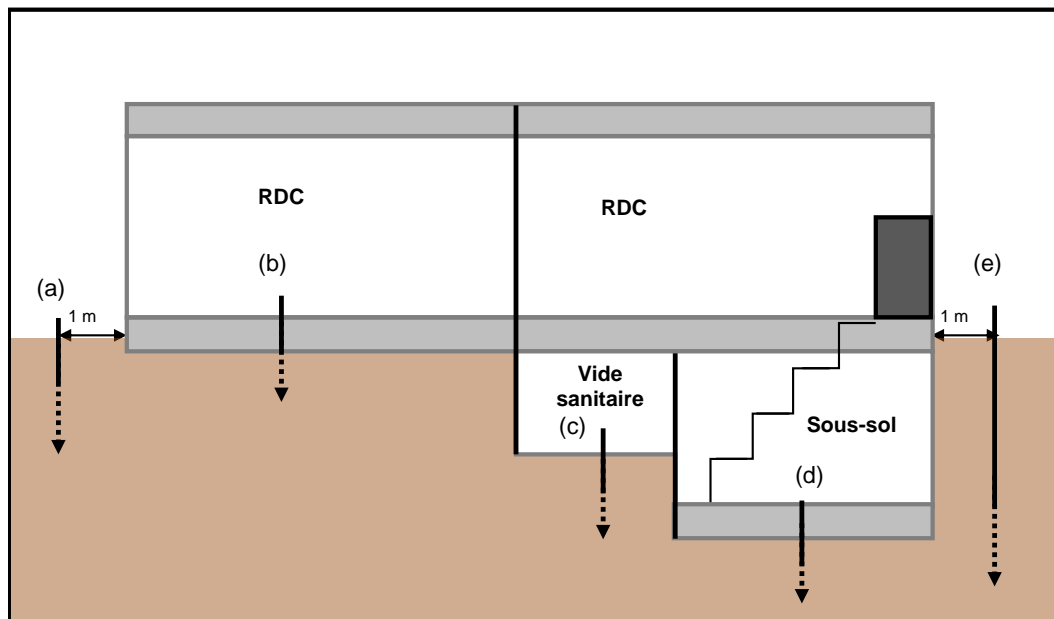 RDC
RDC
(b)
(e)
(a)
1 m
1 m
Vide
sanitaire
(c)
Sous-sol
(d)